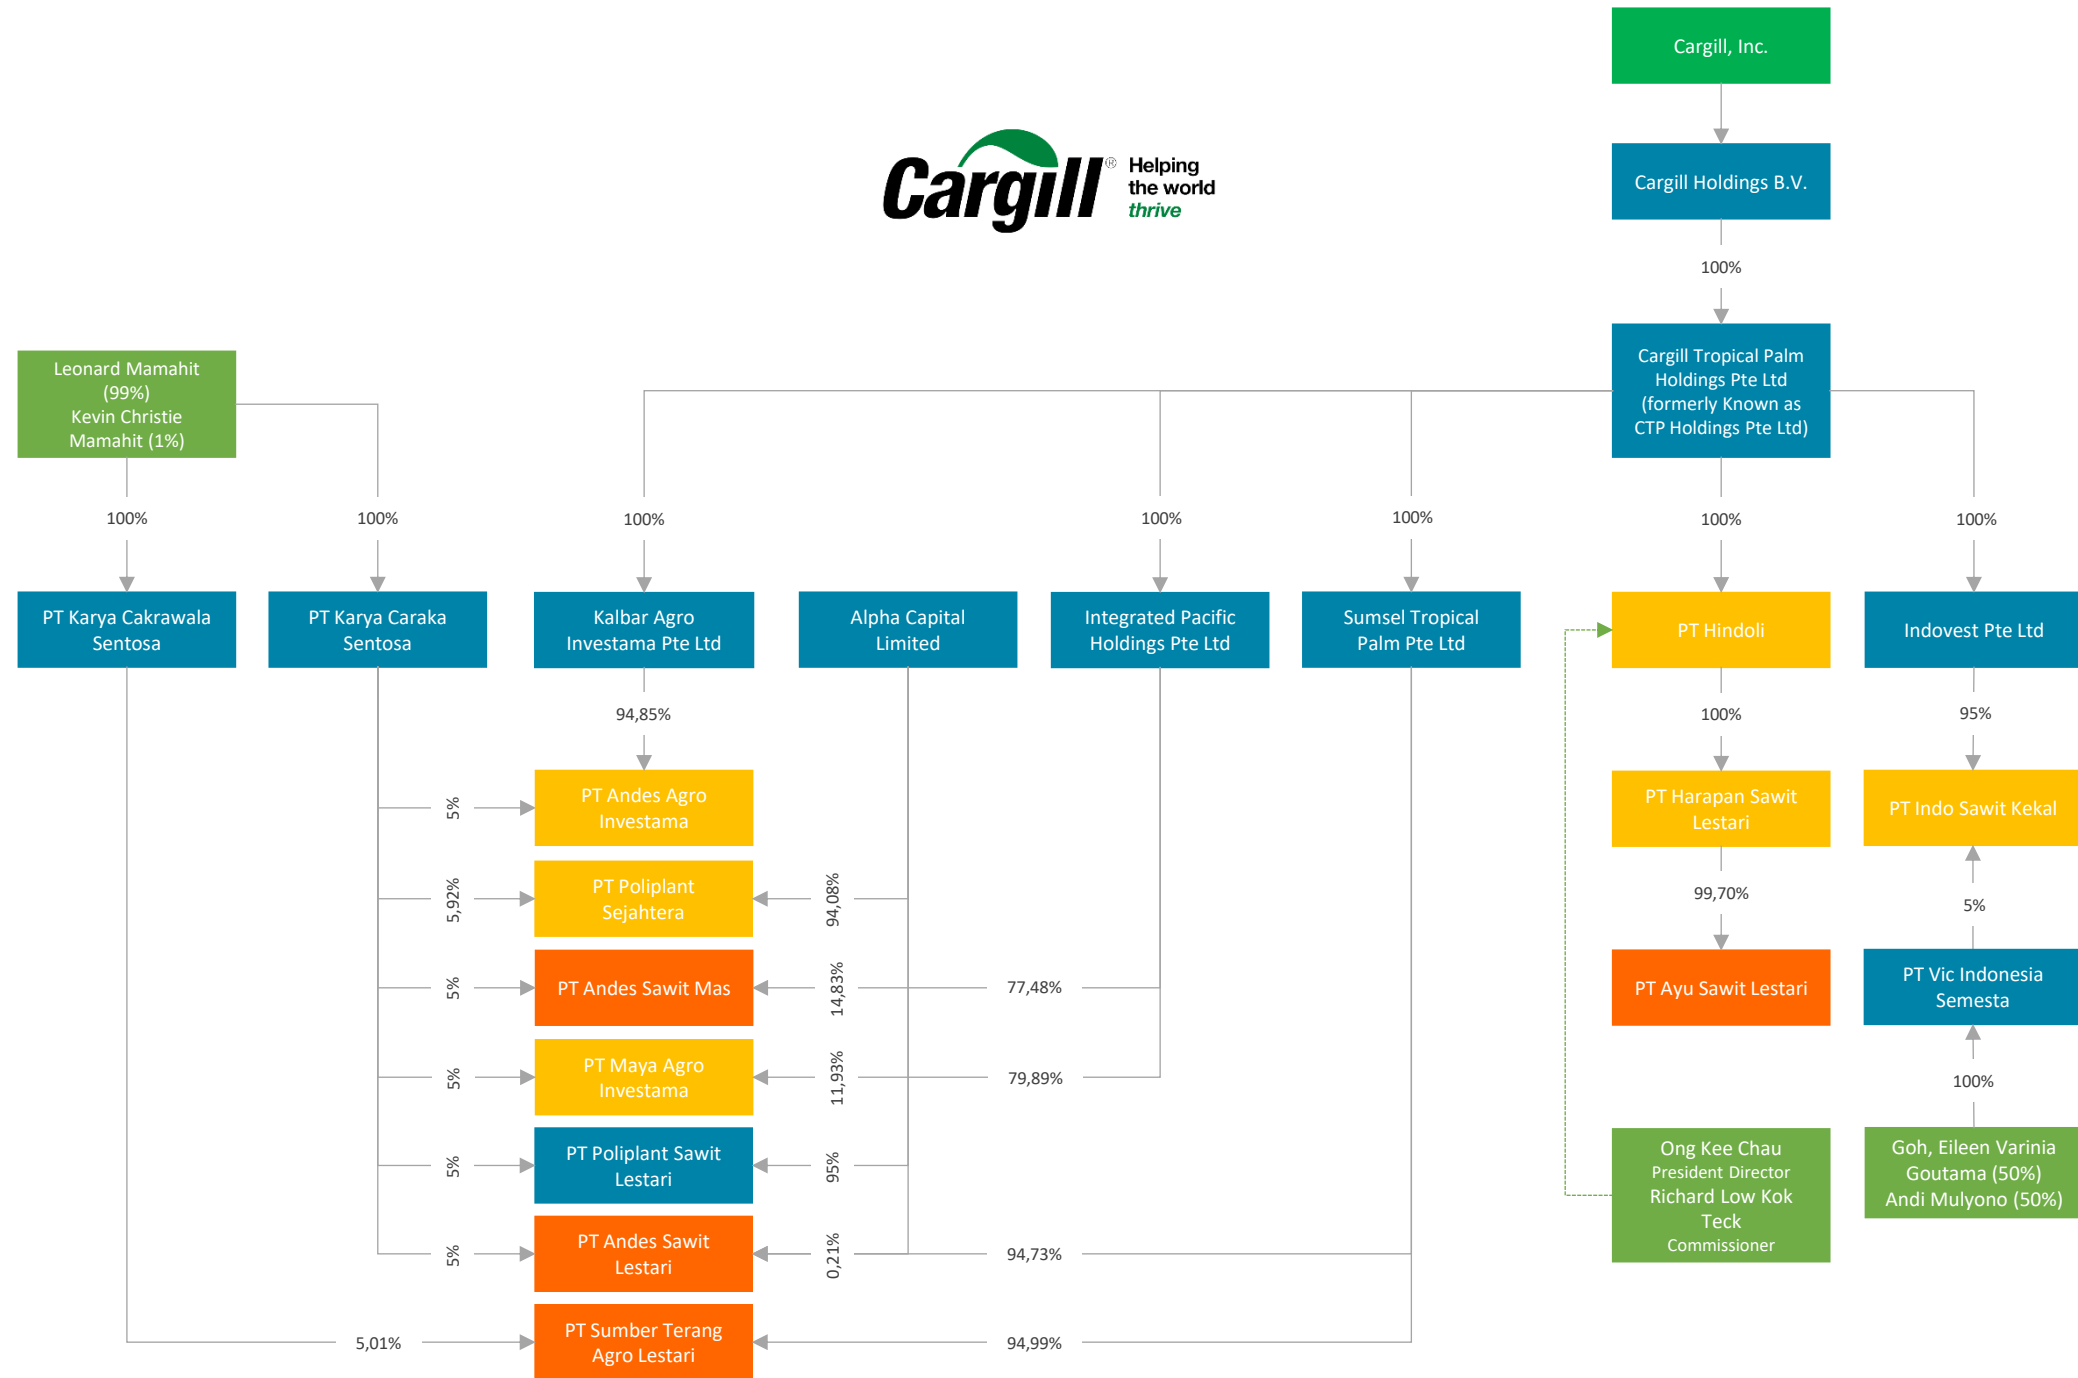 Cargill, Inc.
Cargill®
Helping
the world
thrive
Cargill Holdings B.V.
100%
Leonard Mamahit
(99%)
Kevin Christie
Mamahit (1%)
Cargill Tropical Palm
Holdings Pte Ltd
(formerly Known as
CTP Holdings Pte Ltd)
100%
100%
100%
100%
100%
100%
100%
PT Karya Cakrawala
Sentosa
PT Karya Caraka
Sentosa
Kalbar Agro
Investama Pte Ltd
Alpha Capital
Limited
Integrated Pacific
Holdings Pte Ltd
Sumsel Tropical
Palm Pte Ltd
PT Hindoli
Indovest Pte Ltd
94,85%
100%
95%
5%
PT Andes Agro
Investama
PT Harapan Sawit
Lestari
PT Indo Sawit Kekal
5,92%
PT Poliplant
Sejahtera
94,08%
99,70%
5%
5%
PT Andes Sawit Mas
14,83%
77,48%
PT Ayu Sawit Lestari
PT Vic Indonesia
Semesta
5%
PT Maya Agro
Investama
11,93%
79,89%
100%
5%
PT Poliplant Sawit
Lestari
95%
Ong Kee Chau
President Director
Richard Low Kok
Teck
Commissioner
Goh, Eileen Varinia
Goutama (50%)
Andi Mulyono (50%)
5%
PT Andes Sawit
Lestari
0,21%
94,73%
5,01%
PT Sumber Terang
Agro Lestari
94,99%